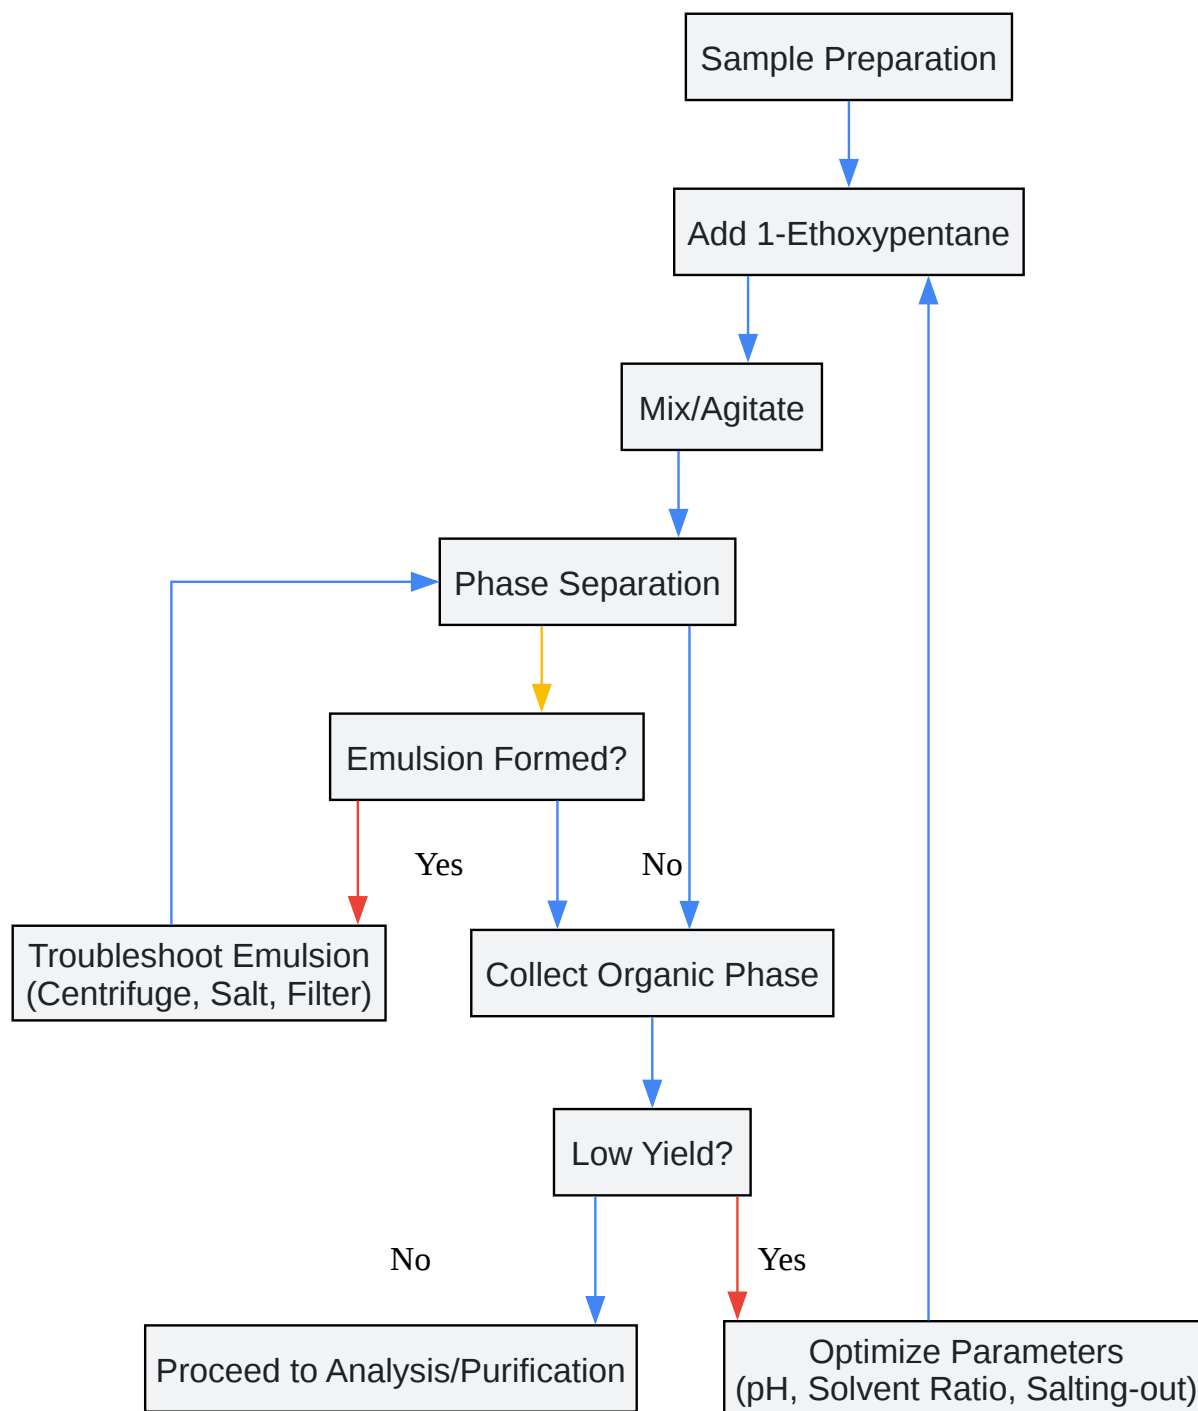 Sample Preparation
Add 1-Ethoxypentane
Mix/Agitate
Phase Separation
Emulsion Formed?
Yes
No
Troubleshoot Emulsion
(Centrifuge, Salt, Filter)
Collect Organic Phase
Low Yield?
No
Yes
Proceed to Analysis/Purification
Optimize Parameters
(pH, Solvent Ratio, Salting-out)